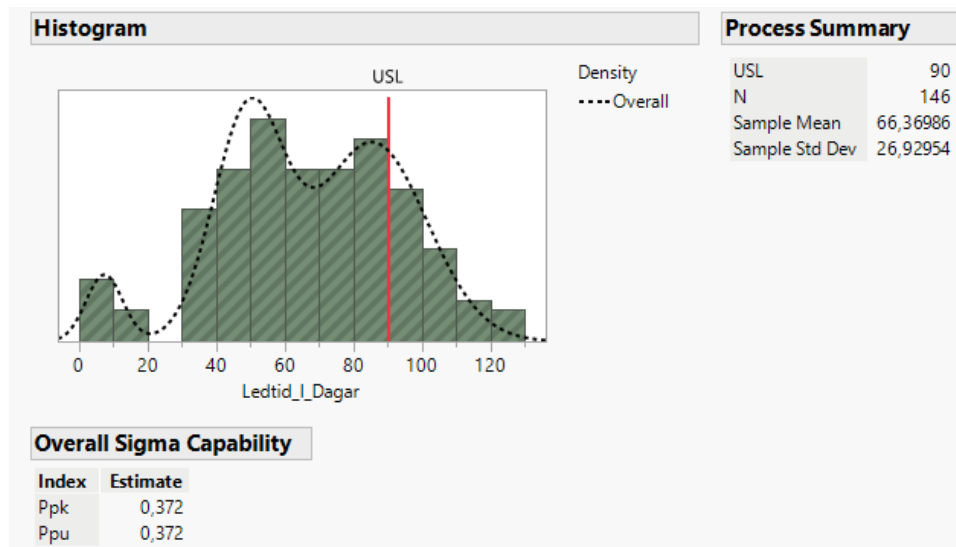 Histogram
USL
Density
Overall
0 20 40 60 80 100 120
Ledtid_I_Dagar
Process Summary
USL 90
N 146
Sample Mean 66,36986
Sample Std Dev 26,92954
Overall Sigma Capability
Index Estimate
Ppk 0,372
Ppu 0,372